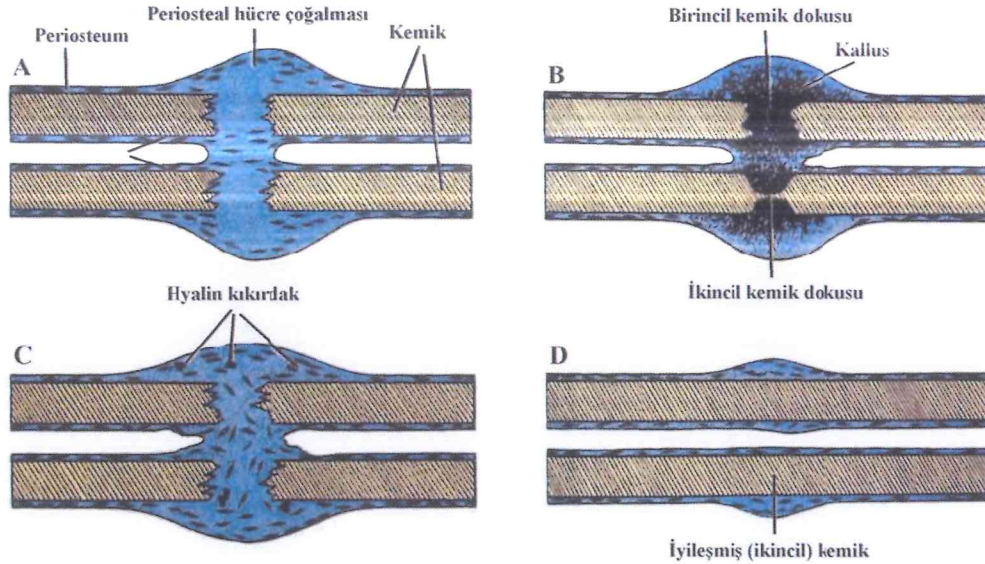 Periosteal hücre çoğalması
Periosteum
Kemik
A
Birincil kemik dokusu
Kallus
B
İkincil kemik dokusu
Hyalin kıkırdak
C
D
İyileşmiş (ikincil) kemik